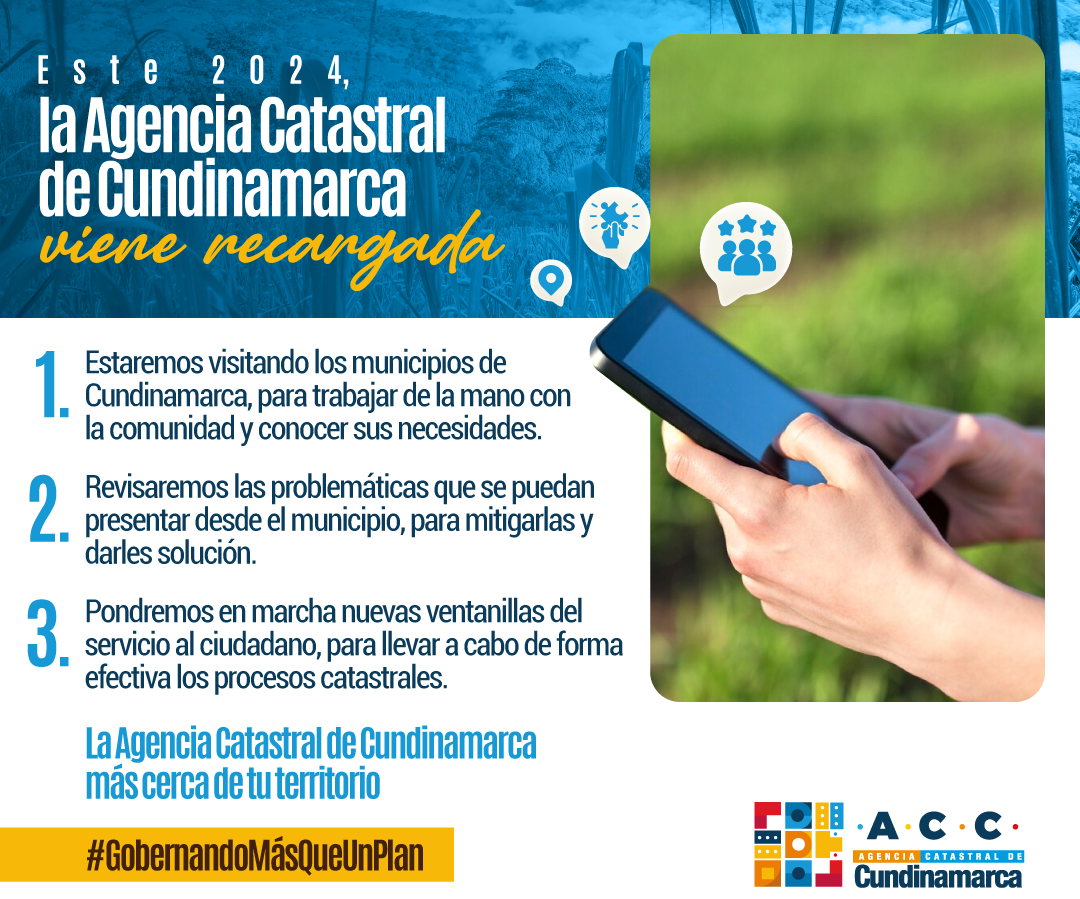 Este 2024,
la Agencia Catastral
de Cundinamarca
viene recargada
1. Estaremos visitando los municipios de
Cundinamarca, para trabajar de la mano con
la comunidad y conocer sus necesidades.
2. Revisaremos las problemáticas que se puedan
presentar desde el municipio, para mitigarlas y
darles solución.
3. Pondremos en marcha nuevas ventanillas del
servicio al ciudadano, para llevar a cabo de forma
efectiva los procesos catastrales.
La Agencia Catastral de Cundinamarca
más cerca de tu territorio
#GobernandoMásQueUnPlan
·A·C·C·
AGENCIA CATASTRAL DE
Cundinamarca